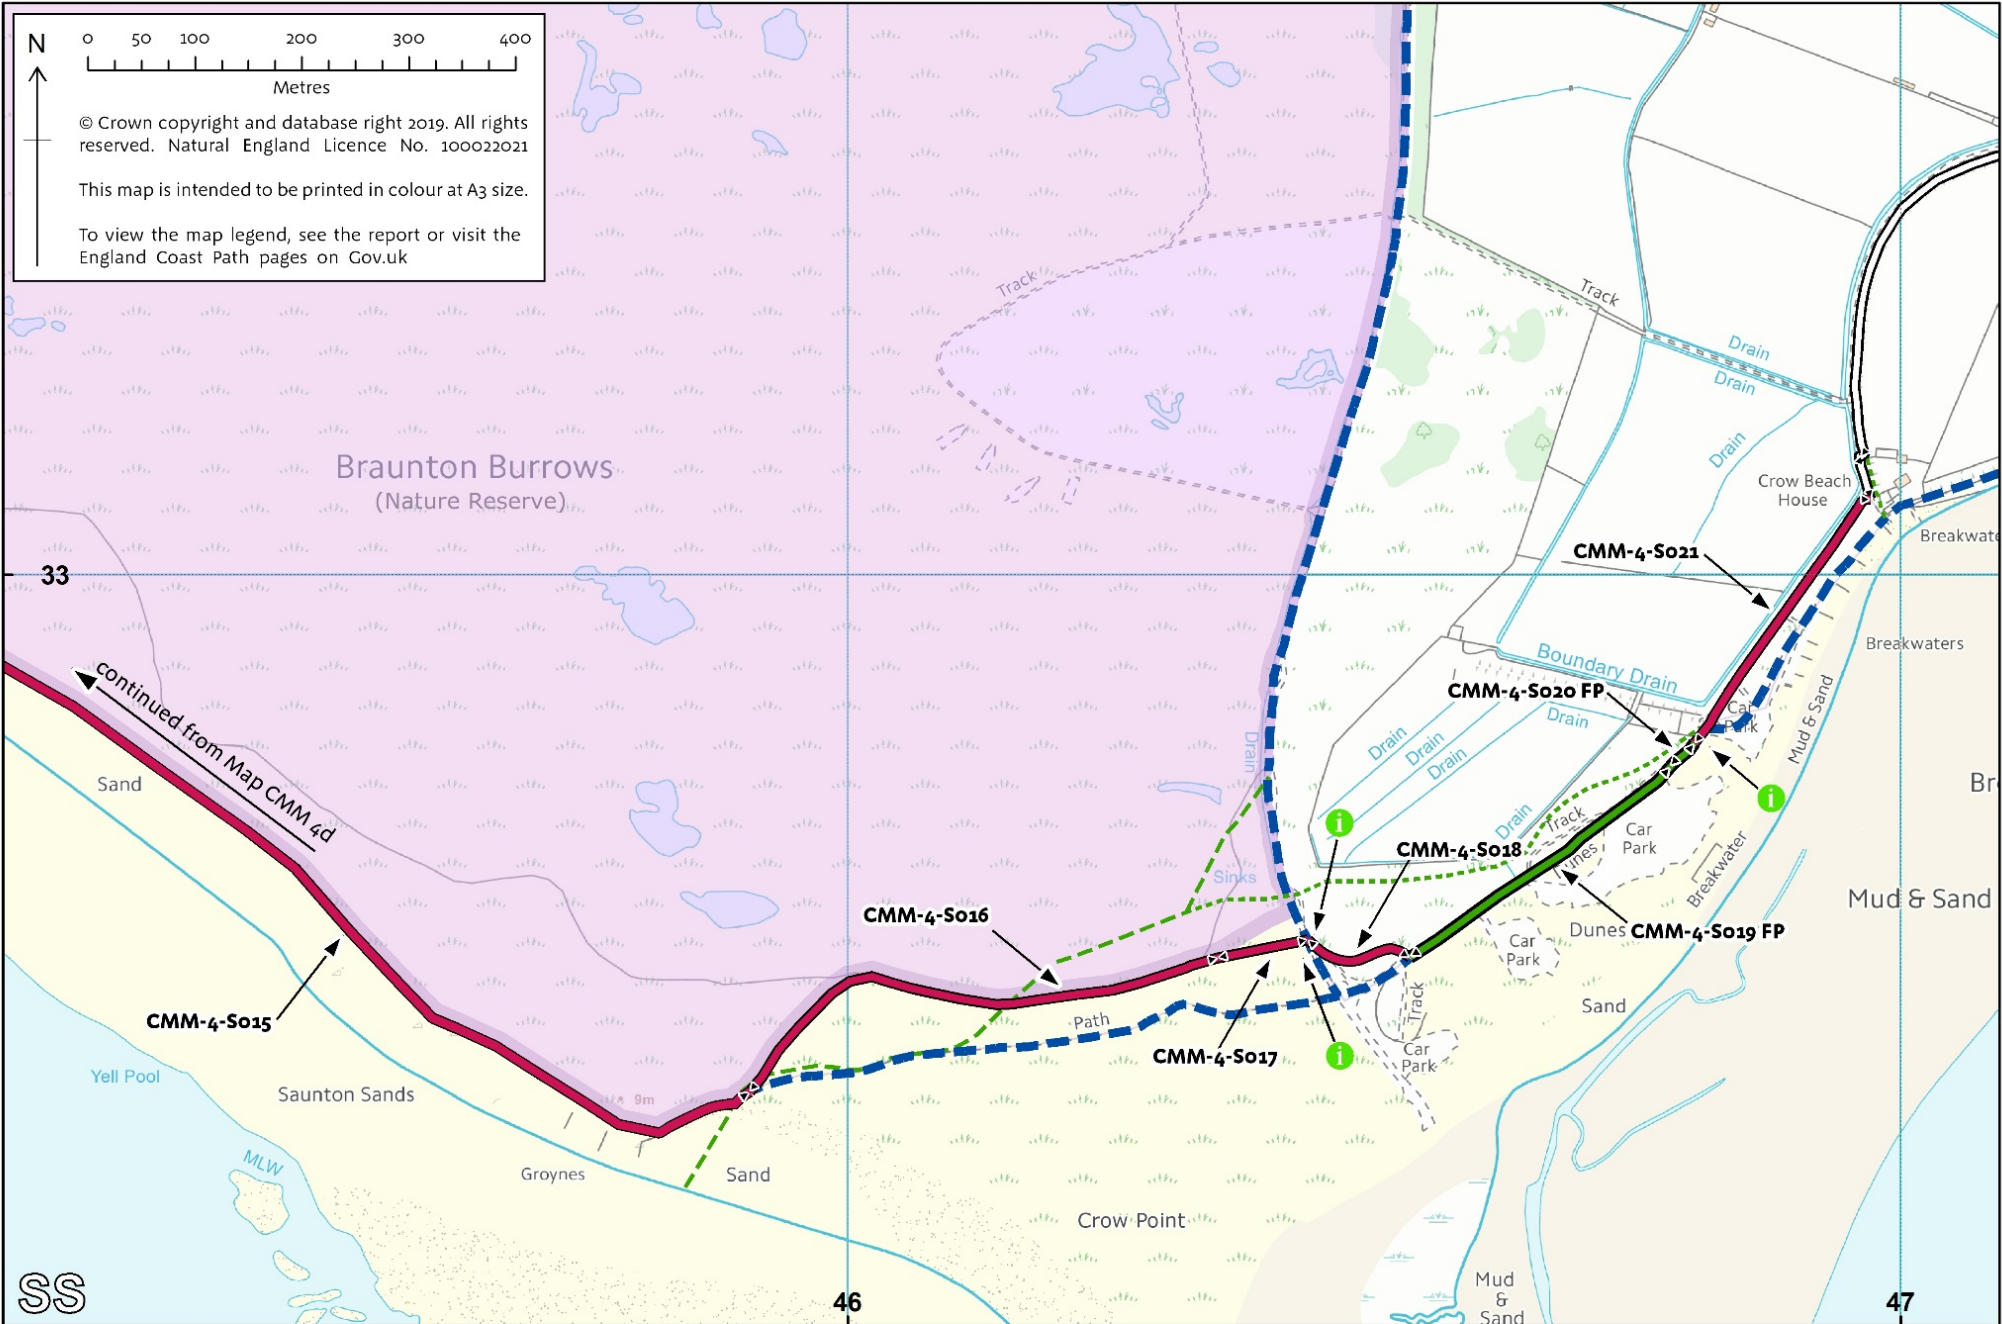 N
0 50 100 200 300 400
Metres
© Crown copyright and database right 2019. All rights
reserved. Natural England Licence No. 100022021
This map is intended to be printed in colour at A3 size.
To view the map legend, see the report or visit the
England Coast Path pages on Gov.uk
Track
Track
Drain
Drain
Drain
Braunton Burrows
(Nature Reserve)
Crow Beach
House
Breakwate
CMM-4-S021
33
Breakwaters
Boundary Drain
continued from Map CMM 4d
CMM-4-S020 FP
Car
Park
Mud & Sand
Drain
Drain
Drain
Drain
Drain
Sand
Br
i
i
Drain
Track
Car
Park
CMM-4-S018
unes
Breakwater
Sinks
Mud & Sand
CMM-4-S016
Dunes
CMM-4-S019 FP
Car
Park
Track
Sand
Path
CMM-4-S015
CMM-4-S017
i
Car
Park
Yell Pool
Saunton Sands
9m
MLW
Groynes
Sand
Crow Point
Mud
&
Sand
SS
46
47